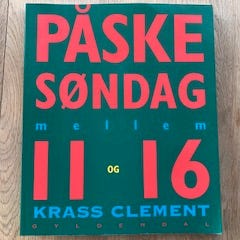 PÅSKE
SØNDAG
mellem
11 OG 16
KRASS CLEMENT
GYLDENDAL